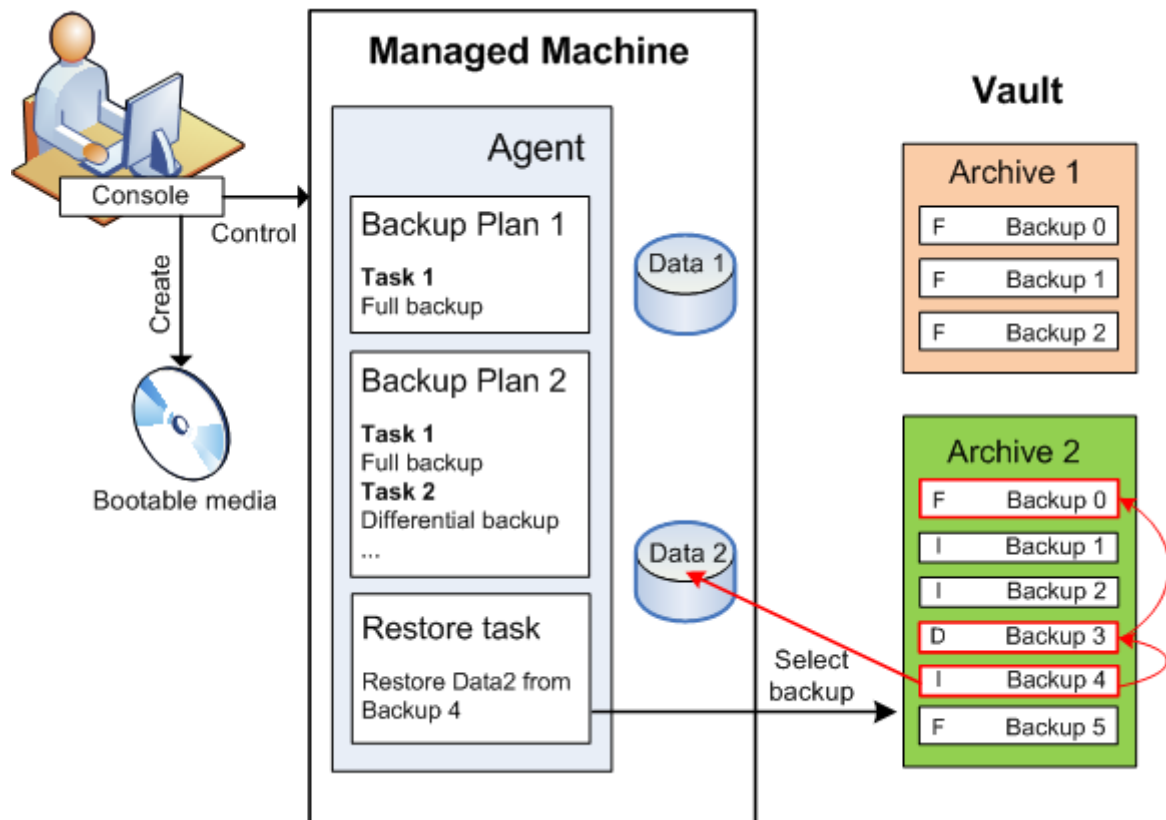 Console
Control
Create
Bootable media
Managed Machine
Agent
Backup Plan 1
Task 1
Full backup
Backup Plan 2
Task 1
Full backup
Task 2
Differential backup
...
Restore task
Restore Data2 from
Backup 4
Data 1
Data 2
Select
backup
Vault
Archive 1
F Backup 0
F Backup 1
F Backup 2
Archive 2
F Backup 0
I Backup 1
I Backup 2
D Backup 3
I Backup 4
F Backup 5